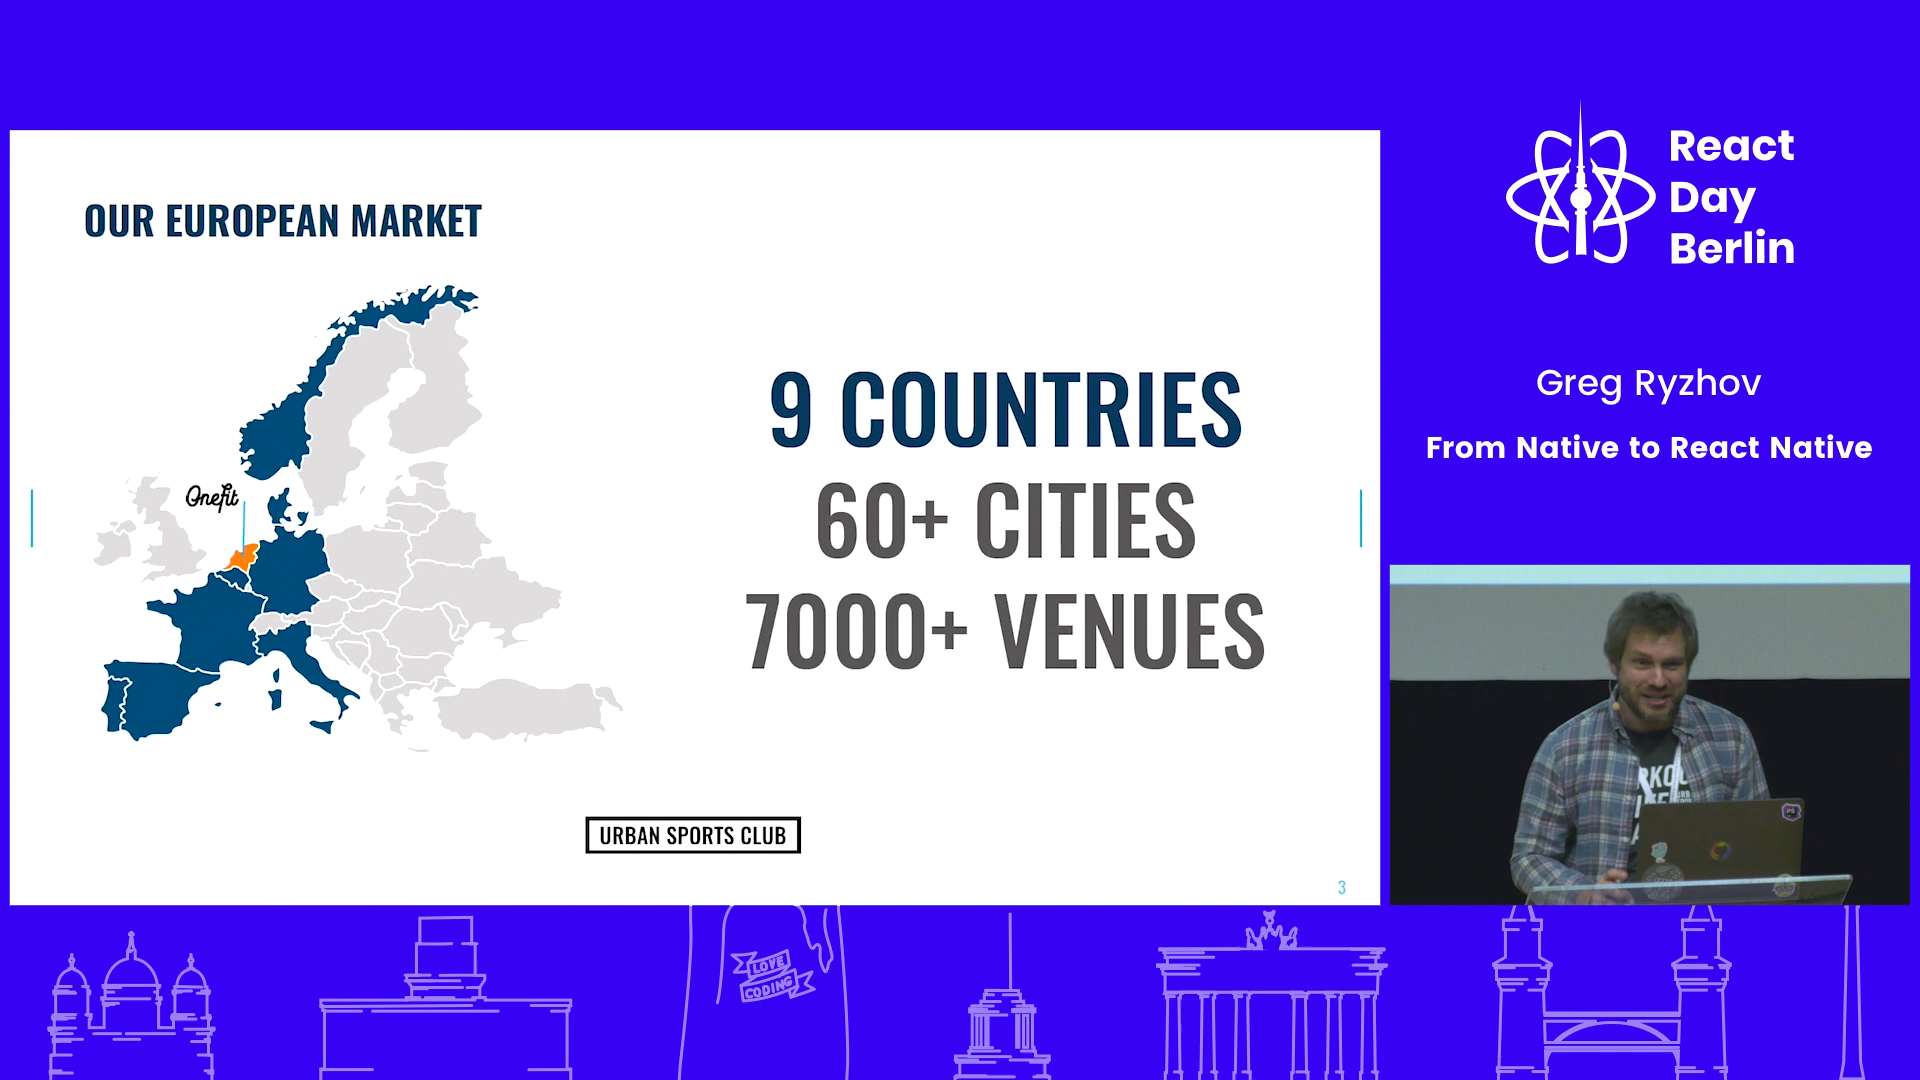 OUR EUROPEAN MARKET
Onefit
9 COUNTRIES
60+ CITIES
7000+ VENUES
URBAN SPORTS CLUB
3
React
Day
Berlin
Greg Ryzhov
From Native to React Native
LOVE
CODING